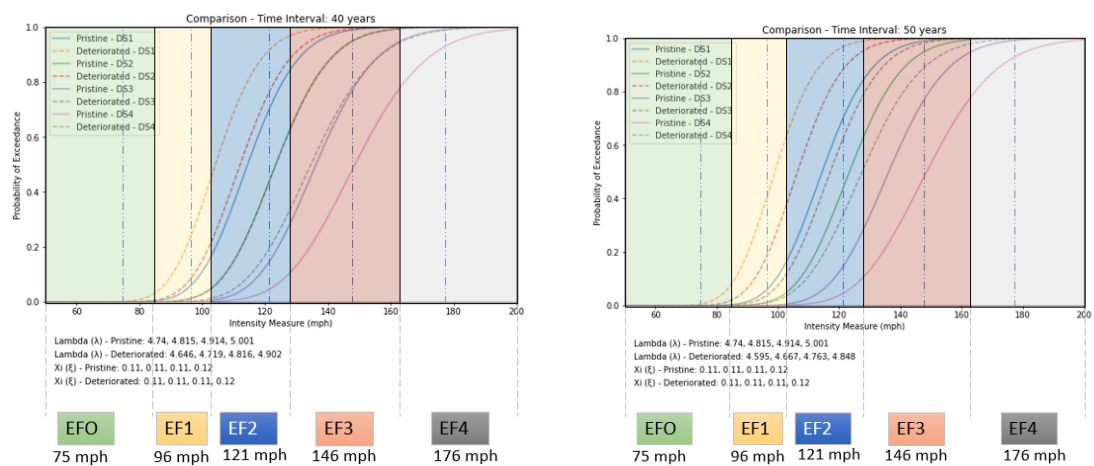 Comparison - Time Interval: 40 years
Probability of Exceedance
1.0
0.8
0.6
0.4
0.2
0.0
Pristine - DS1
Deteriorated - DS1
Pristine - DS2
Deteriorated - DS2
Pristine - DS3
Deteriorated - DS3
Pristine - DS4
Deteriorated - DS4
60 80 100 120 140 160 180 200
Intensity Measure (mph)
Lambda (λ) - Pristine: 4.74, 4.815, 4.914, 5.001
Lambda (λ) - Deteriorated: 4.646, 4.719, 4.816, 4.902
Xi (ξ) - Pristine: 0.11, 0.11, 0.11, 0.12
Xi (ξ) - Deteriorated: 0.11, 0.11, 0.11, 0.12
EFO EF1 EF2 EF3 EF4
75 mph 96 mph 121 mph 146 mph 176 mph
Comparison - Time Interval: 50 years
Probability of Exceedance
1.0
0.8
0.6
0.4
0.2
0.0
Pristine - DS1
Deteriorated - DS1
Pristine - DS2
Deteriorated - DS2
Pristine - DS3
Deteriorated - DS3
Pristine - DS4
Deteriorated - DS4
60 80 100 120 140 160 180 200
Intensity Measure (mph)
Lambda (λ) - Pristine: 4.74, 4.815, 4.914, 5.001
Lambda (λ) - Deteriorated: 4.595, 4.667, 4.763, 4.848
Xi (ξ) - Pristine: 0.11, 0.11, 0.11, 0.12
Xi (ξ) - Deteriorated: 0.11, 0.11, 0.11, 0.12
EFO EF1 EF2 EF3 EF4
75 mph 96 mph 121 mph 146 mph 176 mph